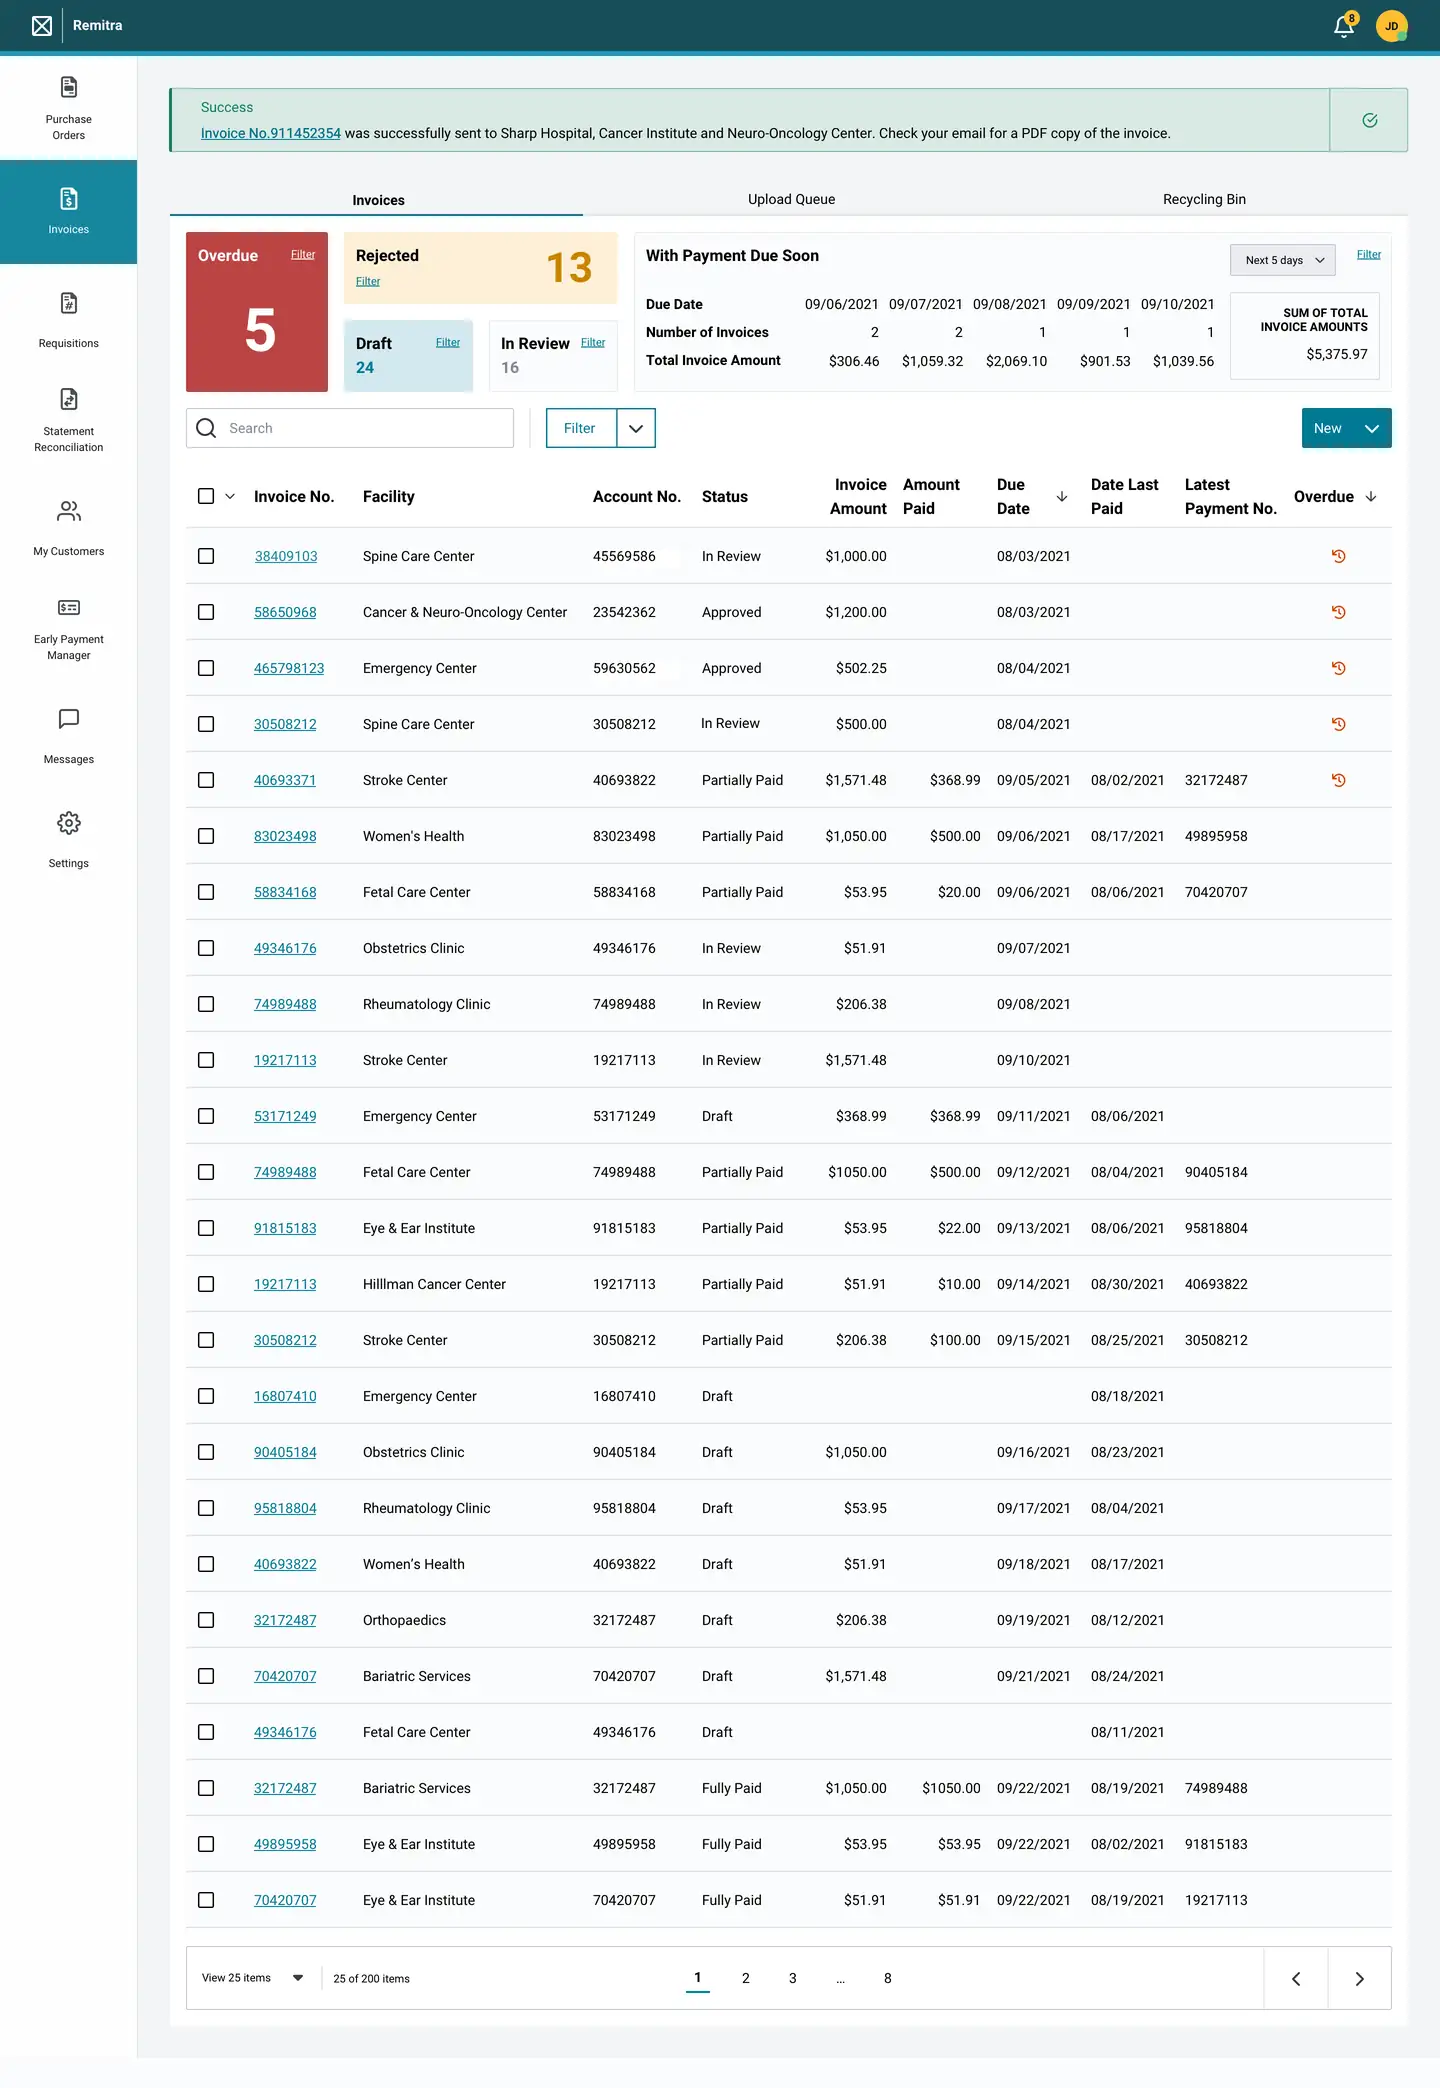 Remitra
8
JD
Purchase
Orders
Invoices
Requisitions
Statement
Reconciliation
My Customers
Early Payment
Manager
Messages
Settings
Success
Invoice No.911452354 was successfully sent to Sharp Hospital, Cancer Institute and Neuro-Oncology Center. Check your email for a PDF copy of the invoice.
Invoices Upload Queue Recycling Bin
Overdue Filter
5
Rejected 13
Filter
Draft Filter
24
In Review Filter
16
With Payment Due Soon Next 5 days Filter
Due Date 09/06/2021 09/07/2021 09/08/2021 09/09/2021 09/10/2021
Number of Invoices 2 2 1 1 1
Total Invoice Amount $306.46 $1,059.32 $2,069.10 $901.53 $1,039.56
SUM OF TOTAL
INVOICE AMOUNTS
$5,375.97
Search Filter New
Invoice No. Facility Account No. Status Invoice Amount Amount Paid Due Date Date Last Paid Latest Payment No. Overdue
38409103 Spine Care Center 45569586 In Review $1,000.00 08/03/2021
58650968 Cancer & Neuro-Oncology Center 23542362 Approved $1,200.00 08/03/2021
465798123 Emergency Center 59630562 Approved $502.25 08/04/2021
30508212 Spine Care Center 30508212 In Review $500.00 08/04/2021
40693371 Stroke Center 40693822 Partially Paid $1,571.48 $368.99 09/05/2021 08/02/2021 32172487
83023498 Women's Health 83023498 Partially Paid $1,050.00 $500.00 09/06/2021 08/17/2021 49895958
58834168 Fetal Care Center 58834168 Partially Paid $53.95 $20.00 09/06/2021 08/06/2021 70420707
49346176 Obstetrics Clinic 49346176 In Review $51.91 09/07/2021
74989488 Rheumatology Clinic 74989488 In Review $206.38 09/08/2021
19217113 Stroke Center 19217113 In Review $1,571.48 09/10/2021
53171249 Emergency Center 53171249 Draft $368.99 $368.99 09/11/2021 08/06/2021
74989488 Fetal Care Center 74989488 Partially Paid $1050.00 $500.00 09/12/2021 08/04/2021 90405184
91815183 Eye & Ear Institute 91815183 Partially Paid $53.95 $22.00 09/13/2021 08/06/2021 95818804
19217113 Hilllman Cancer Center 19217113 Partially Paid $51.91 $10.00 09/14/2021 08/30/2021 40693822
30508212 Stroke Center 30508212 Partially Paid $206.38 $100.00 09/15/2021 08/25/2021 30508212
16807410 Emergency Center 16807410 Draft 08/18/2021
90405184 Obstetrics Clinic 90405184 Draft $1,050.00 09/16/2021 08/23/2021
95818804 Rheumatology Clinic 95818804 Draft $53.95 09/17/2021 08/04/2021
40693822 Women’s Health 40693822 Draft $51.91 09/18/2021 08/17/2021
32172487 Orthopaedics 32172487 Draft $206.38 09/19/2021 08/12/2021
70420707 Bariatric Services 70420707 Draft $1,571.48 09/21/2021 08/24/2021
49346176 Fetal Care Center 49346176 Draft 08/11/2021
32172487 Bariatric Services 32172487 Fully Paid $1,050.00 $1050.00 09/22/2021 08/19/2021 74989488
49895958 Eye & Ear Institute 49895958 Fully Paid $53.95 $53.95 09/22/2021 08/02/2021 91815183
70420707 Eye & Ear Institute 70420707 Fully Paid $51.91 $51.91 09/22/2021 08/19/2021 19217113
View 25 items 25 of 200 items 1 2 3 ... 8